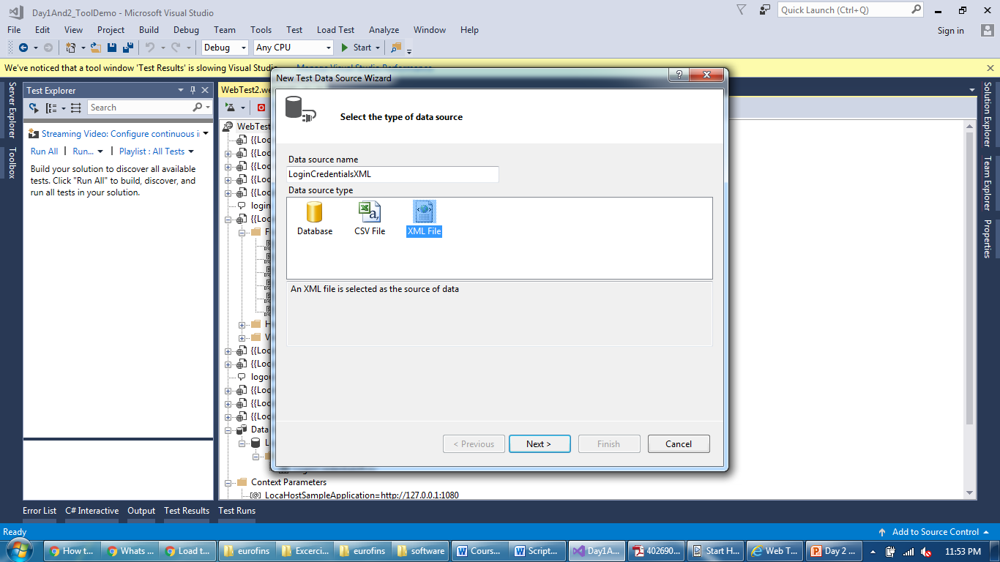 Day1And2_ToolDemo - Microsoft Visual Studio
Quick Launch (Ctrl+Q)
File Edit View Project Build Debug Team Tools Test Load Test Analyze Window Help
Sign in
Debug Any CPU Start
We've noticed that a tool window 'Test Results' is slowing Visual Studio
Server Explorer
Toolbox
Test Explorer
Search
Streaming Video: Configure continuous i
Run All | Run... | Playlist : All Tests
Build your solution to discover all available
tests. Click "Run All" to build, discover, and
run all tests in your solution.
WebTest2.we
WebTest
{{Loc
{{Loc
{{Loc
{{Loc
{{Loc
login
{{Loc
F
H
V
{{Loc
{{Loc
logou
{{Loc
{{Loc
{{Loc
Data
L
Context Parameters
LocaHostSampleApplication=http://127.0.0.1:1080
New Test Data Source Wizard
?
Select the type of data source
Data source name
LoginCredentialsXML
Data source type
Database CSV File XML File
An XML file is selected as the source of data
< Previous Next > Finish Cancel
Solution Explorer
Team Explorer
Properties
Error List C# Interactive Output Test Results Test Runs
Ready
Add to Source Control
How t... Whats ... Load t... eurofins Excerci... eurofins software Cours... Script... Day1A... 402690... Start H... Web T... Day 2 ... 11:53 PM